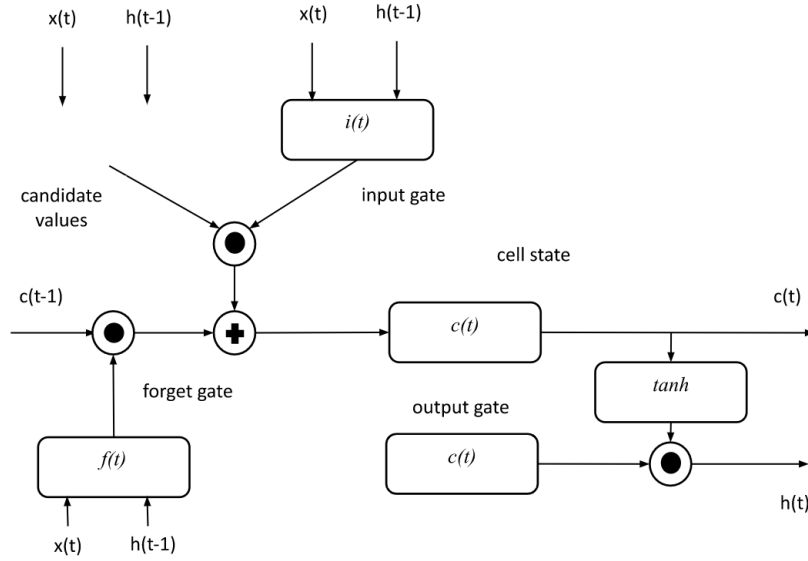 x(t)
h(t-1)
x(t)
h(t-1)
i(t)
candidate
values
input gate
cell state
c(t-1)
c(t)
c(t)
forget gate
tanh
output gate
f(t)
c(t)
h(t)
x(t)
h(t-1)